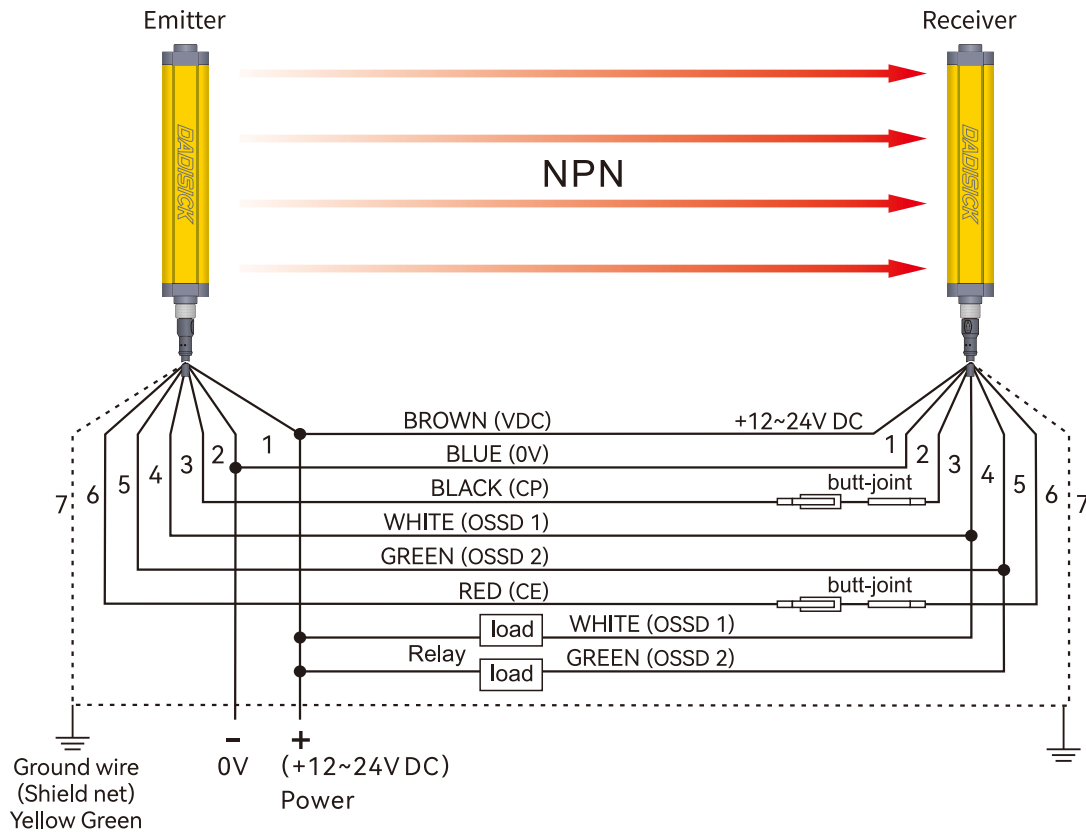 Emitter
Receiver
DADISICK
DADISICK
NPN
BROWN (VDC)
+12~24V DC
BLUE (0V)
BLACK (CP)
butt-joint
WHITE (OSSD 1)
GREEN (OSSD 2)
RED (CE)
butt-joint
7 6 5 4 3 2 1
1 2 3 4 5 6 7
load
WHITE (OSSD 1)
Relay
load
GREEN (OSSD 2)
- +
0V
(+12~24V DC)
Power
Ground wire
(Shield net)
Yellow Green